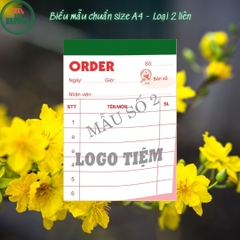 Biểu mẫu chuẩn size A4 - Loại 2 liên
ORDER
Số:
Ngày: Giờ: Bàn số:
Nhân viên:
STT TÊN MÓN SL
1
2
3
4
5
6
MẪU SỐ 2
LOGO TIỆM